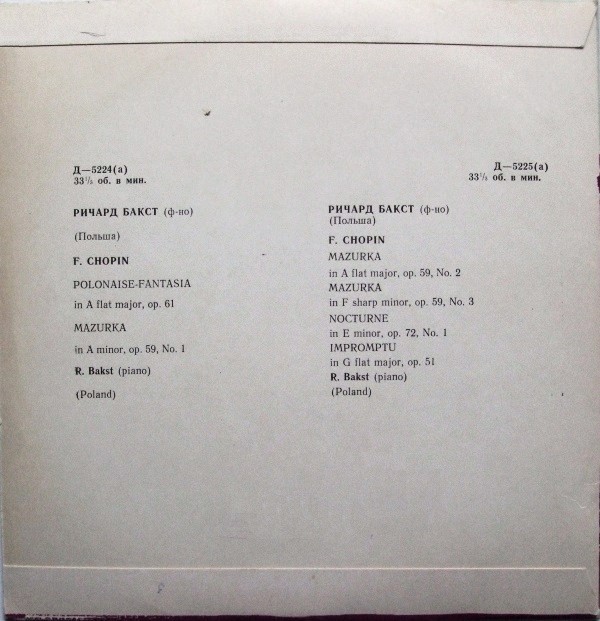 Д—5224(а)
33⅓ об. в мин.
РИЧАРД БАКСТ (ф-но)
(Польша)
F. CHOPIN
POLONAISE-FANTASIA
in A flat major, op. 61
MAZURKA
in A minor, op. 59, No. 1
R. Bakst (piano)
(Poland)
Д—5225(а)
33⅓ об. в мин.
РИЧАРД БАКСТ (ф-но)
(Польша)
F. CHOPIN
MAZURKA
in A flat major, op. 59, No. 2
MAZURKA
in F sharp minor, op. 59, No. 3
NOCTURNE
in E minor, op. 72, No. 1
IMPROMPTU
in G flat major, op. 51
R. Bakst (piano)
(Poland)